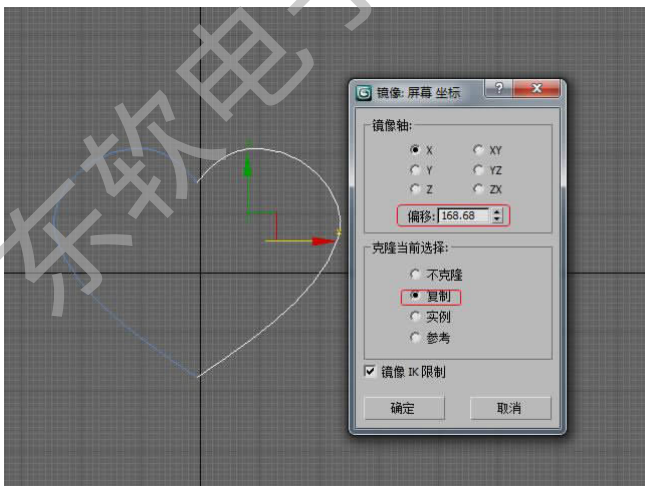 东软电子
镜像: 屏幕 坐标
镜像轴:
X
XY
Y
YZ
Z
ZX
偏移: 168.68
克隆当前选择:
不克隆
复制
实例
参考
镜像 IK 限制
确定
取消